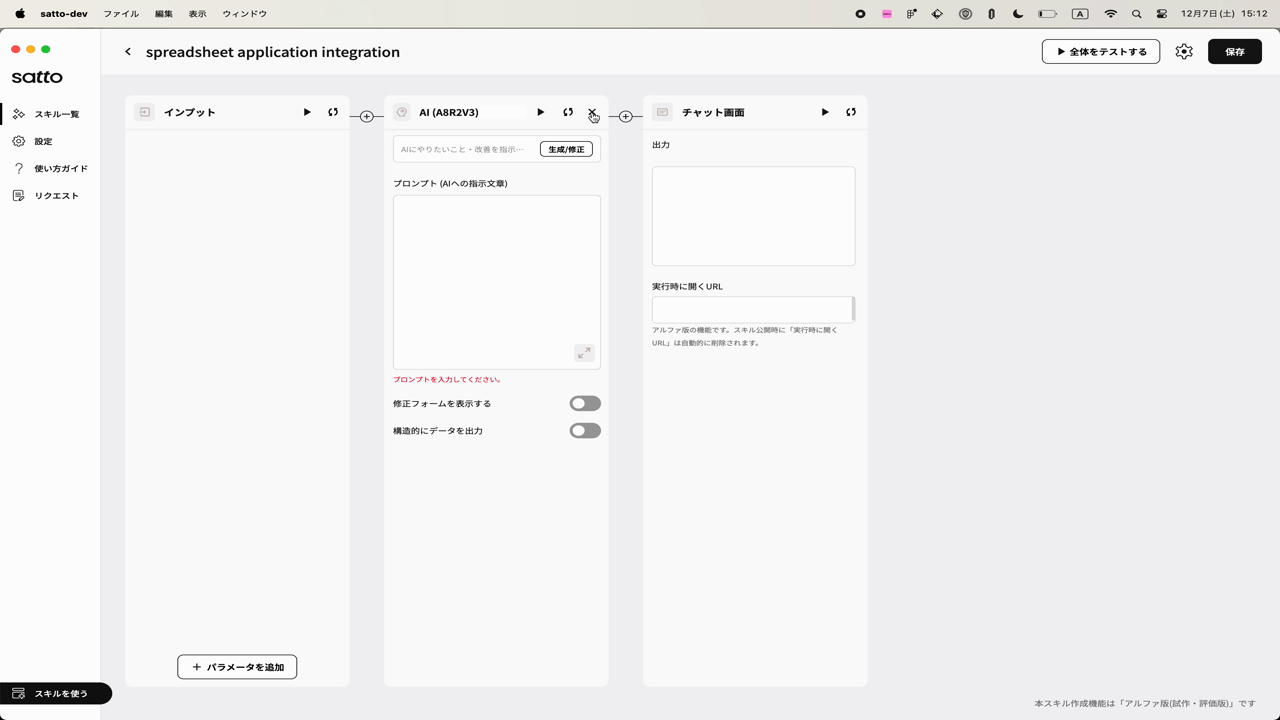 satto-dev ファイル 編集 表示 ウィンドウ
A 12月7日(土) 15:12
spreadsheet application integration
全体をテストする
保存
satto
スキル一覧
設定
使い方ガイド
リクエスト
スキルを使う
インプット
パラメータを追加
AI (A8R2V3)
AIにやりたいこと・改善を指示…
生成/修正
プロンプト (AIへの指示文章)
プロンプトを入力してください。
修正フォームを表示する
構造的にデータを出力
チャット画面
出力
実行時に開くURL
アルファ版の機能です。スキル公開時に「実行時に開く
URL」は自動的に削除されます。
本スキル作成機能は「アルファ版(試作・評価版)」です